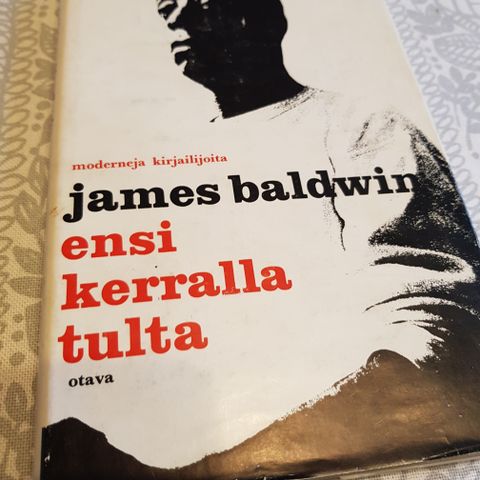 moderneja kirjailijoita
james baldwin
ensi
kerralla
tulta
otava